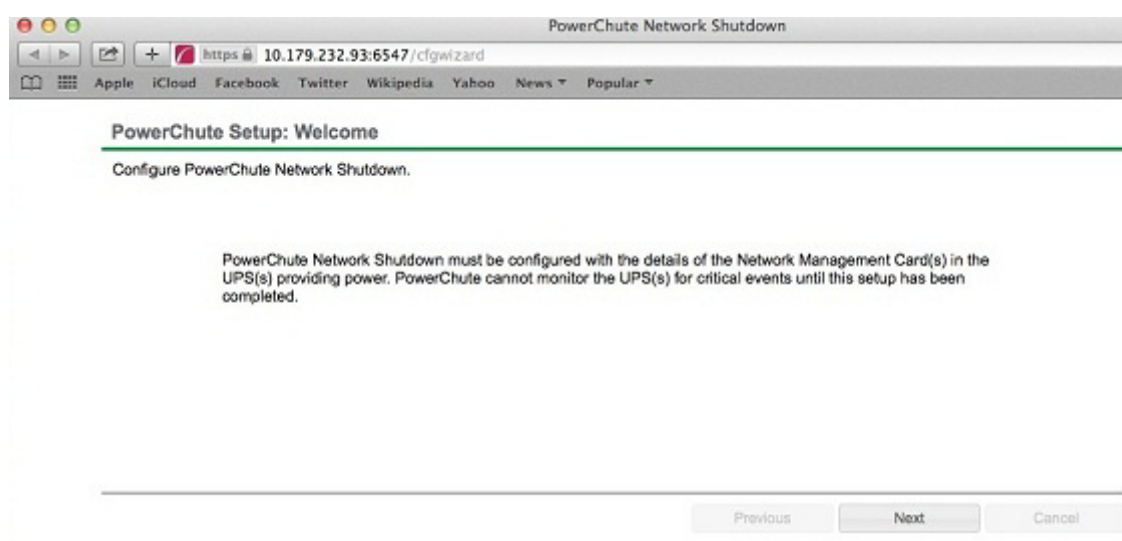 PowerChute Network Shutdown
https 10.179.232.93:6547/cfgwizard
Apple iCloud Facebook Twitter Wikipedia Yahoo News Popular
PowerChute Setup: Welcome
Configure PowerChute Network Shutdown.
PowerChute Network Shutdown must be configured with the details of the Network Management Card(s) in the
UPS(s) providing power. PowerChute cannot monitor the UPS(s) for critical events until this setup has been
completed.
Previous Next Cancel